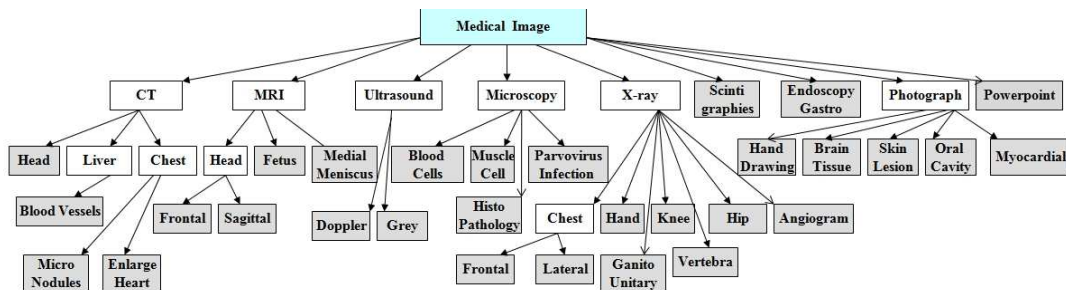 Medical Image
CT
MRI
Ultrasound
Microscopy
X-ray
Scinti
graphies
Endoscopy
Gastro
Photograph
Powerpoint
Head
Liver
Chest
Head
Fetus
Medial
Meniscus
Blood
Cells
Muscle
Cell
Parvovirus
Infection
Hand
Drawing
Brain
Tissue
Skin
Lesion
Oral
Cavity
Myocardial
Blood Vessels
Frontal
Sagittal
Doppler
Grey
Histo
Pathology
Chest
Hand
Knee
Hip
Angiogram
Micro
Nodules
Enlarge
Heart
Frontal
Lateral
Ganito
Unitary
Vertebra